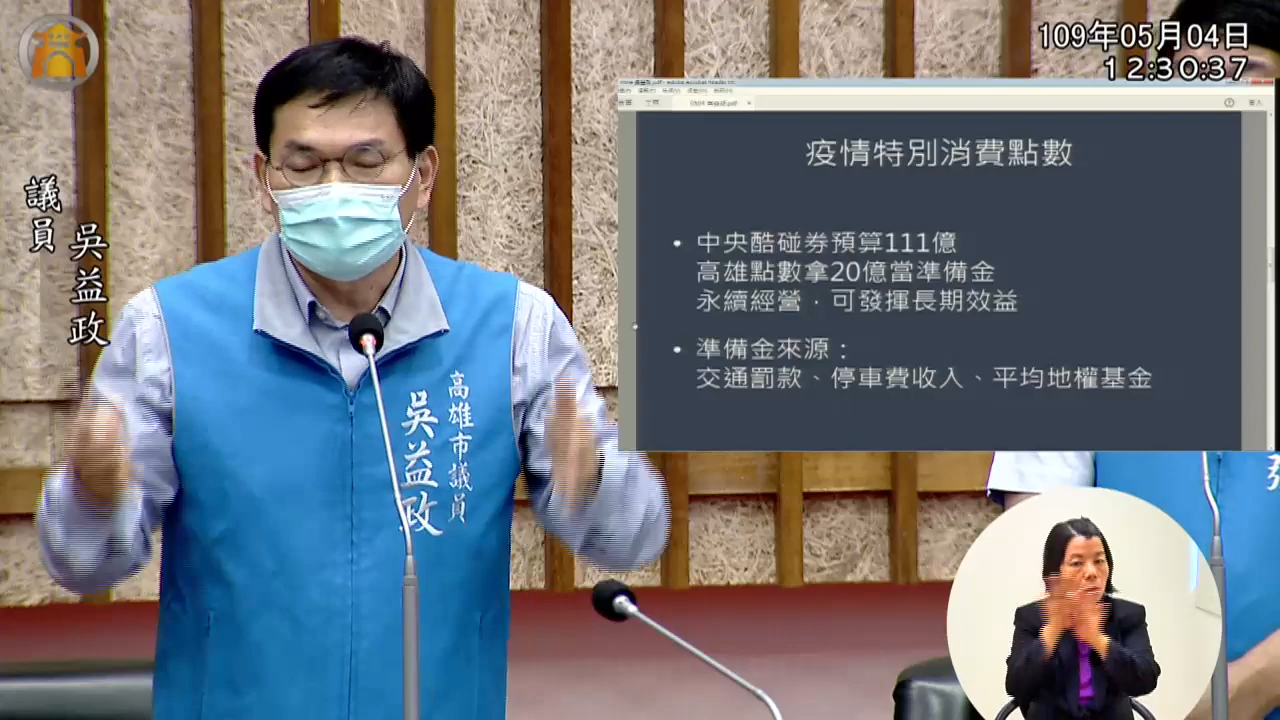 109年05月04日
12:30:37
議員
吳益政
高雄市議員
吳益政
疫情特別消費點數
• 中央酷碰券預算111億
高雄點數拿20億當準備金
永續經營，可發揮長期效益
• 準備金來源：
交通罰款、停車費收入、平均地權基金